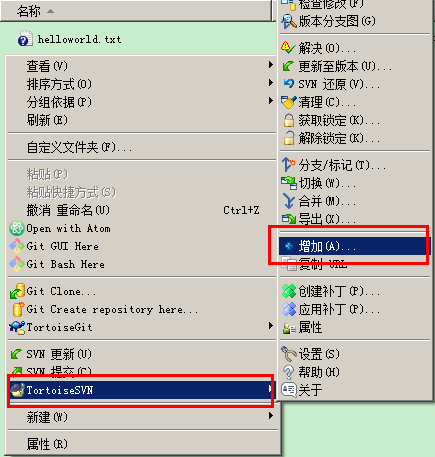 名称
helloworld.txt
查看(V)
排序方式(O)
分组依据(P)
刷新(E)
自定义文件夹(F)...
粘贴(P)
粘贴快捷方式(S)
撤消 重命名(U) Ctrl+Z
Open with Atom
Git GUI Here
Git Bash Here
Git Clone...
Git Create repository here...
TortoiseGit
SVN 更新(U)
SVN 提交(C)
TortoiseSVN
新建(W)
属性(R)
检查修改(F)
版本分支图(G)
解决(O)...
更新至版本(U)...
SVN 还原(V)...
清理(C)...
获取锁定(K)...
解除锁定(K)...
分支/标记(T)...
切换(W)...
合并(M)...
导出(X)...
增加(A)...
复制 URL
创建补丁(P)...
应用补丁(P)...
属性
设置(S)
帮助(H)
关于